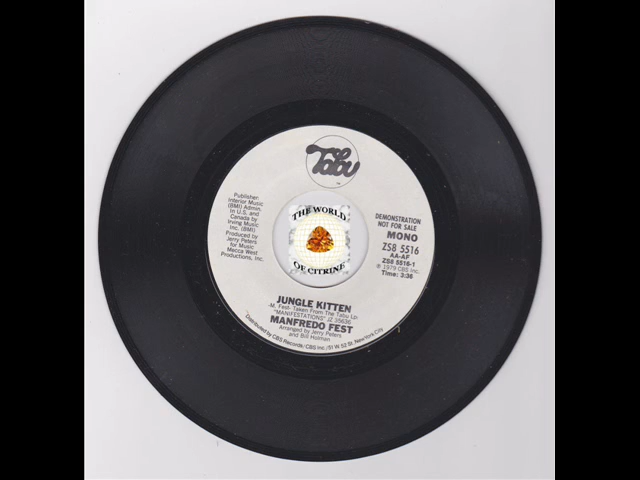 Tabu
TM
Publisher:
Interior Music
(BMI) Admin.
In U.S. and
Canada by
Irving Music
Inc. (BMI)
Produced by
Jerry Peters
for Music
Mecca West
Productions, Inc.
THE WORLD
OF CITRINE
DEMONSTRATION
NOT FOR SALE
MONO
ZS8 5516
AA-AF
ZS8 5516-1
℗ 1979 CBS Inc.
Time: 3:36
JUNGLE KITTEN
-M. Fest- Taken From The Tabu Lp-
"MANIFESTATIONS" JZ 35636
MANFREDO FEST
Arranged by Jerry Peters
and Bill Holman
Distributed by CBS Records/CBS Inc./51 W. 52 St. New York, City